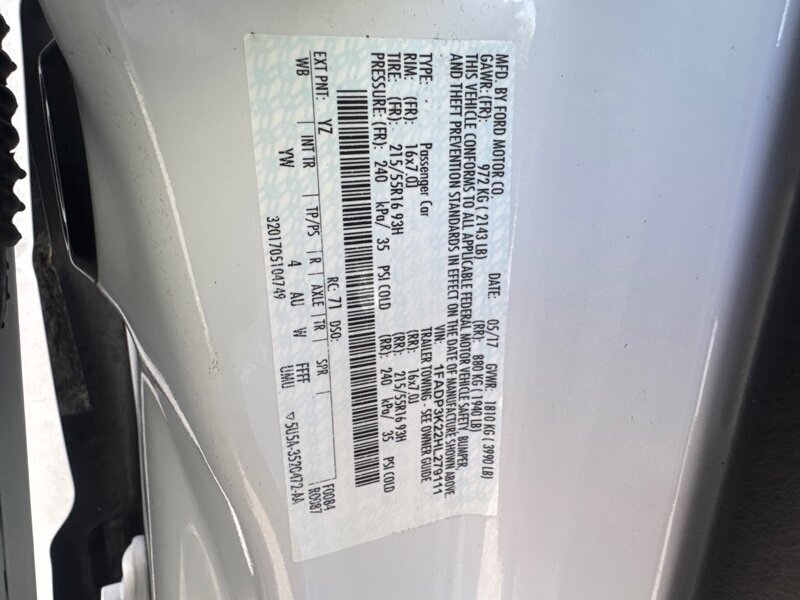 MFD. BY FORD MOTOR CO.
DATE: 05/17 GVWR: 1810 KG ( 3990 LB)
GAWR: (FR): 972 KG ( 2143 LB) (RR): 880 KG ( 1940 LB)
THIS VEHICLE CONFORMS TO ALL APPLICABLE FEDERAL MOTOR VEHICLE SAFETY, BUMPER,
AND THEFT PREVENTION STANDARDS IN EFFECT ON THE DATE OF MANUFACTURE SHOWN ABOVE.
VIN: 1FADP3K22HL279111
TYPE: Passenger Car TRAILER TOWING - SEE OWNER GUIDE
RIM: (FR): 16x7.0J (RR): 16x7.0J
TIRE: (FR): 215/55R16 93H (RR): 215/55R16 93H
PRESSURE: (FR): 240 kPa/ 35 PSI COLD (RR): 240 kPa/ 35 PSI COLD
RC: 71 DSO: F0084
EXT PNT: YZ R0087
WB INT TR TP/PS R AXLE TR SPR
YW 4 AU W FFFF
UMU
3201705104749 ▽5U5A-3520472-AA